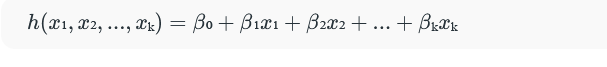 h(x₁, x₂, ..., xₖ) = β₀ + β₁x₁ + β₂x₂ + ... + βₖxₖ